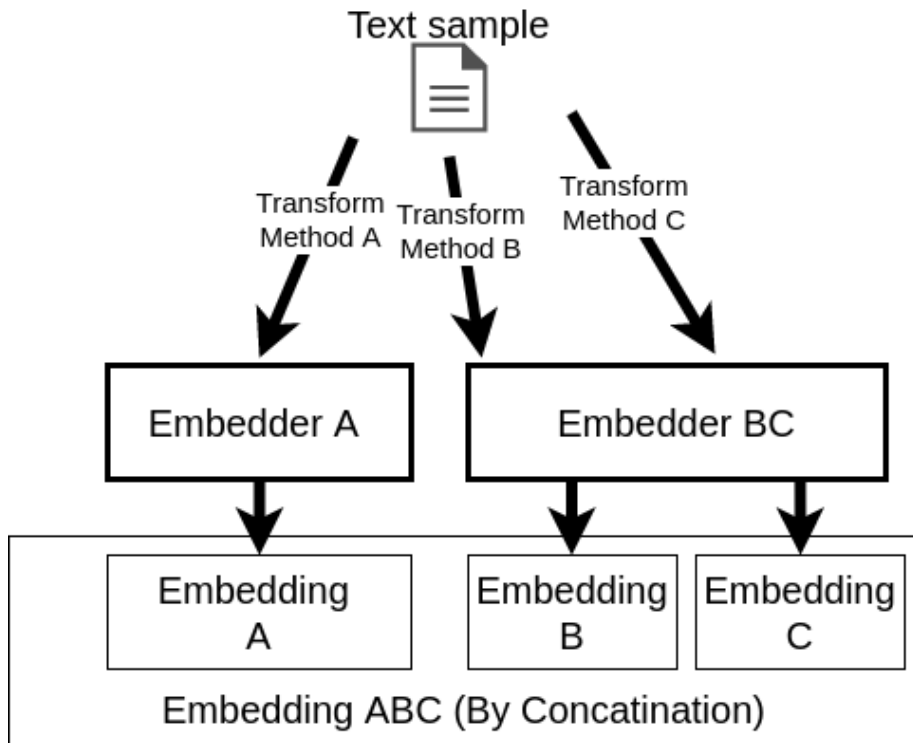 Text sample
Transform
Method A
Transform
Method B
Transform
Method C
Embedder A
Embedder BC
Embedding
A
Embedding
B
Embedding
C
Embedding ABC (By Concatination)